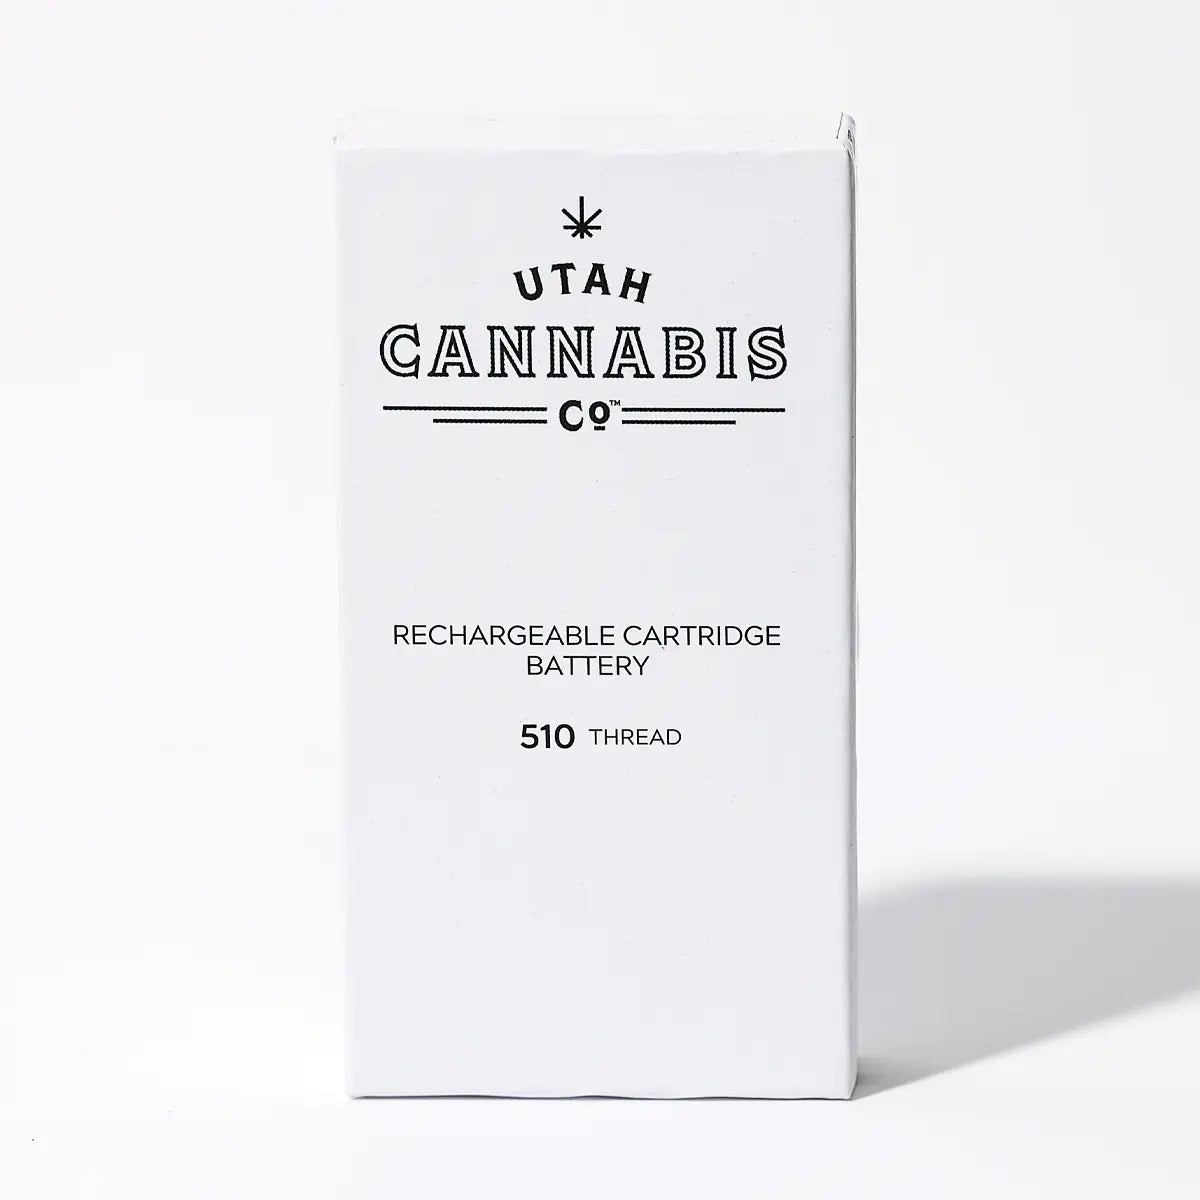 UTAH
CANNABIS
Co™
RECHARGEABLE CARTRIDGE
BATTERY
510 THREAD